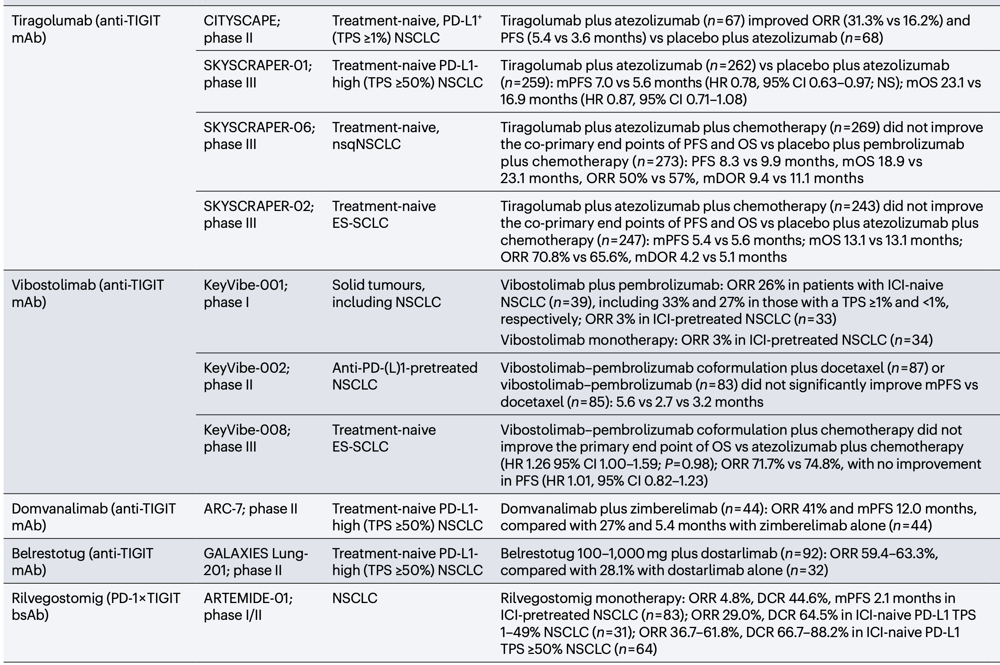 Tiragolumab (anti-TIGIT
mAb)
CITYSCAPE;
phase II
Treatment-naive, PD-L1⁺
(TPS ≥1%) NSCLC
Tiragolumab plus atezolizumab (n=67) improved ORR (31.3% vs 16.2%) and
PFS (5.4 vs 3.6 months) vs placebo plus atezolizumab (n=68)
SKYSCRAPER-01;
phase III
Treatment-naive PD-L1-
high (TPS ≥50%) NSCLC
Tiragolumab plus atezolizumab (n=262) vs placebo plus atezolizumab
(n=259): mPFS 7.0 vs 5.6 months (HR 0.78, 95% CI 0.63–0.97; NS); mOS 23.1 vs
16.9 months (HR 0.87, 95% CI 0.71–1.08)
SKYSCRAPER-06;
phase III
Treatment-naive,
nsqNSCLC
Tiragolumab plus atezolizumab plus chemotherapy (n=269) did not improve
the co-primary end points of PFS and OS vs placebo plus pembrolizumab
plus chemotherapy (n=273): PFS 8.3 vs 9.9 months, mOS 18.9 vs
23.1 months, ORR 50% vs 57%, mDOR 9.4 vs 11.1 months
SKYSCRAPER-02;
phase III
Treatment-naive
ES-SCLC
Tiragolumab plus atezolizumab plus chemotherapy (n=243) did not improve
the co-primary end points of PFS and OS vs placebo plus atezolizumab plus
chemotherapy (n=247): mPFS 5.4 vs 5.6 months; mOS 13.1 vs 13.1 months;
ORR 70.8% vs 65.6%, mDOR 4.2 vs 5.1 months
Vibostolimab (anti-TIGIT
mAb)
KeyVibe-001;
phase I
Solid tumours,
including NSCLC
Vibostolimab plus pembrolizumab: ORR 26% in patients with ICI-naive
NSCLC (n=39), including 33% and 27% in those with a TPS ≥1% and <1%,
respectively; ORR 3% in ICI-pretreated NSCLC (n=33)
Vibostolimab monotherapy: ORR 3% in ICI-pretreated NSCLC (n=34)
KeyVibe-002;
phase II
Anti-PD-(L)1-pretreated
NSCLC
Vibostolimab–pembrolizumab coformulation plus docetaxel (n=87) or
vibostolimab–pembrolizumab (n=83) did not significantly improve mPFS vs
docetaxel (n=85): 5.6 vs 2.7 vs 3.2 months
KeyVibe-008;
phase III
Treatment-naive
ES-SCLC
Vibostolimab–pembrolizumab coformulation plus chemotherapy did not
improve the primary end point of OS vs atezolizumab plus chemotherapy
(HR 1.26 95% CI 1.00–1.59; P=0.98); ORR 71.7% vs 74.8%, with no improvement
in PFS (HR 1.01, 95% CI 0.82–1.23)
Domvanalimab (anti-TIGIT
mAb)
ARC-7; phase II
Treatment-naive PD-L1-
high (TPS ≥50%) NSCLC
Domvanalimab plus zimberelimab (n=44): ORR 41% and mPFS 12.0 months,
compared with 27% and 5.4 months with zimberelimab alone (n=44)
Belrestotug (anti-TIGIT
mAb)
GALAXIES Lung-
201; phase II
Treatment-naive PD-L1-
high (TPS ≥50%) NSCLC
Belrestotug 100–1,000 mg plus dostarlimab (n=92): ORR 59.4–63.3%,
compared with 28.1% with dostarlimab alone (n=32)
Rilvegostomig (PD-1×TIGIT
bsAb)
ARTEMIDE-01;
phase I/II
NSCLC
Rilvegostomig monotherapy: ORR 4.8%, DCR 44.6%, mPFS 2.1 months in
ICI-pretreated NSCLC (n=83); ORR 29.0%, DCR 64.5% in ICI-naive PD-L1 TPS
1–49% NSCLC (n=31); ORR 36.7–61.8%, DCR 66.7–88.2% in ICI-naive PD-L1
TPS ≥50% NSCLC (n=64)